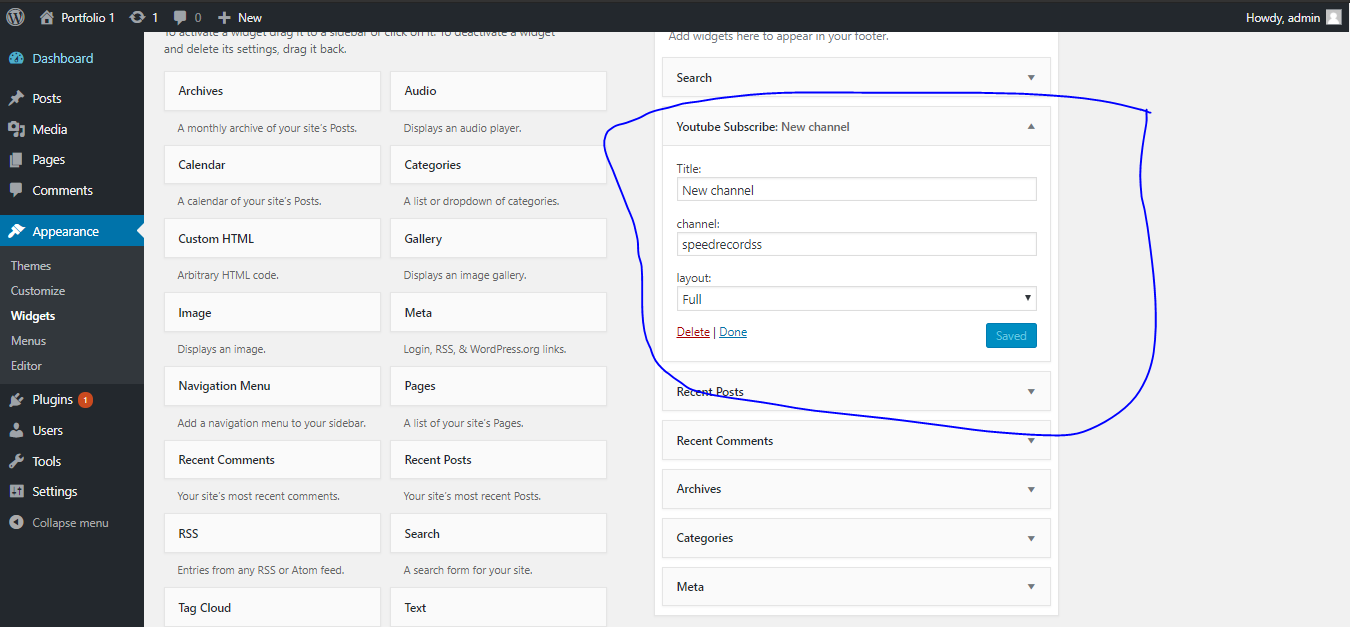 Portfolio 1 1 0 New Howdy, admin
Dashboard
Posts
Media
Pages
Comments
Appearance
Themes
Customize
Widgets
Menus
Editor
Plugins 1
Users
Tools
Settings
Collapse menu
To activate a widget drag it to a sidebar or click on it. To deactivate a widget
and delete its settings, drag it back.
Archives
A monthly archive of your site's Posts.
Audio
Displays an audio player.
Calendar
A calendar of your site's Posts.
Categories
A list or dropdown of categories.
Custom HTML
Arbitrary HTML code.
Gallery
Displays an image gallery.
Image
Displays an image.
Meta
Login, RSS, & WordPress.org links.
Navigation Menu
Add a navigation menu to your sidebar.
Pages
A list of your site's Pages.
Recent Comments
Your site's most recent comments.
Recent Posts
Your site's most recent Posts.
RSS
Entries from any RSS or Atom feed.
Search
A search form for your site.
Tag Cloud
Text
Add widgets here to appear in your footer.
Search
Youtube Subscribe: New channel
Title:
New channel
channel:
speedrecordss
layout:
Full
Delete | Done
Saved
Recent Posts
Recent Comments
Archives
Categories
Meta